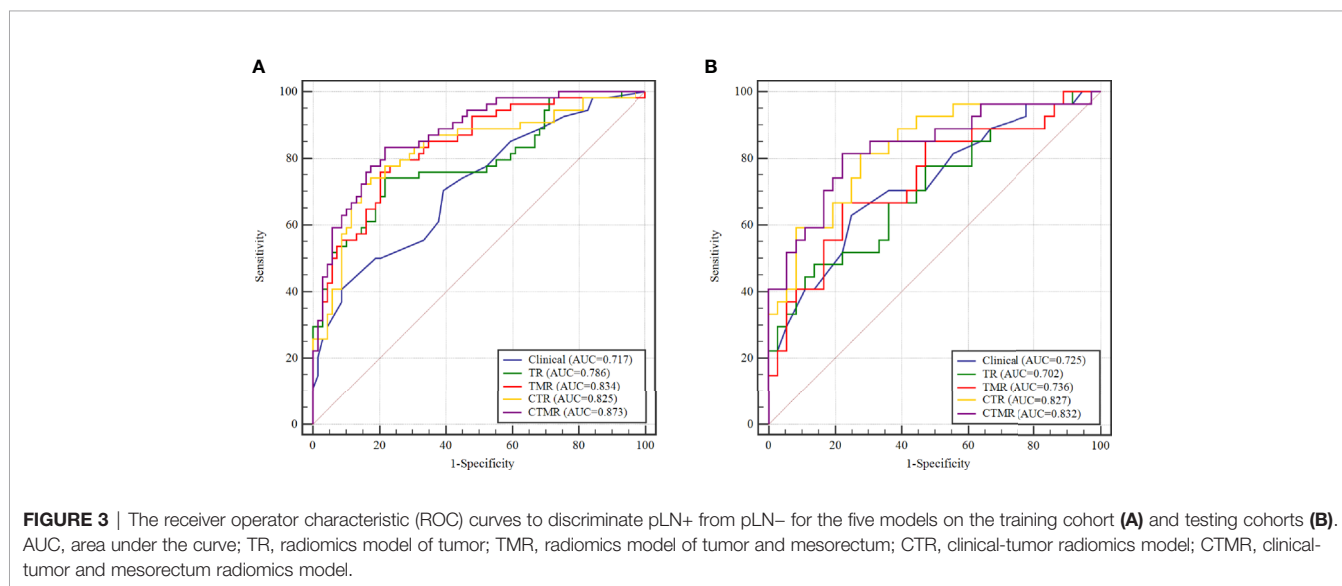 A
B
100
80
60
40
20
0
Sensitivity
0 20 40 60 80 100
1-Specificity
Clinical (AUC=0.717)
TR (AUC=0.786)
TMR (AUC=0.834)
CTR (AUC=0.825)
CTMR (AUC=0.873)
100
80
60
40
20
0
Sensitivity
0 20 40 60 80 100
1-Specificity
Clinical (AUC=0.725)
TR (AUC=0.702)
TMR (AUC=0.736)
CTR (AUC=0.827)
CTMR (AUC=0.832)
FIGURE 3 | The receiver operator characteristic (ROC) curves to discriminate pLN+ from pLN− for the five models on the training cohort (A) and testing cohorts (B).
AUC, area under the curve; TR, radiomics model of tumor; TMR, radiomics model of tumor and mesorectum; CTR, clinical-tumor radiomics model; CTMR, clinical-
tumor and mesorectum radiomics model.